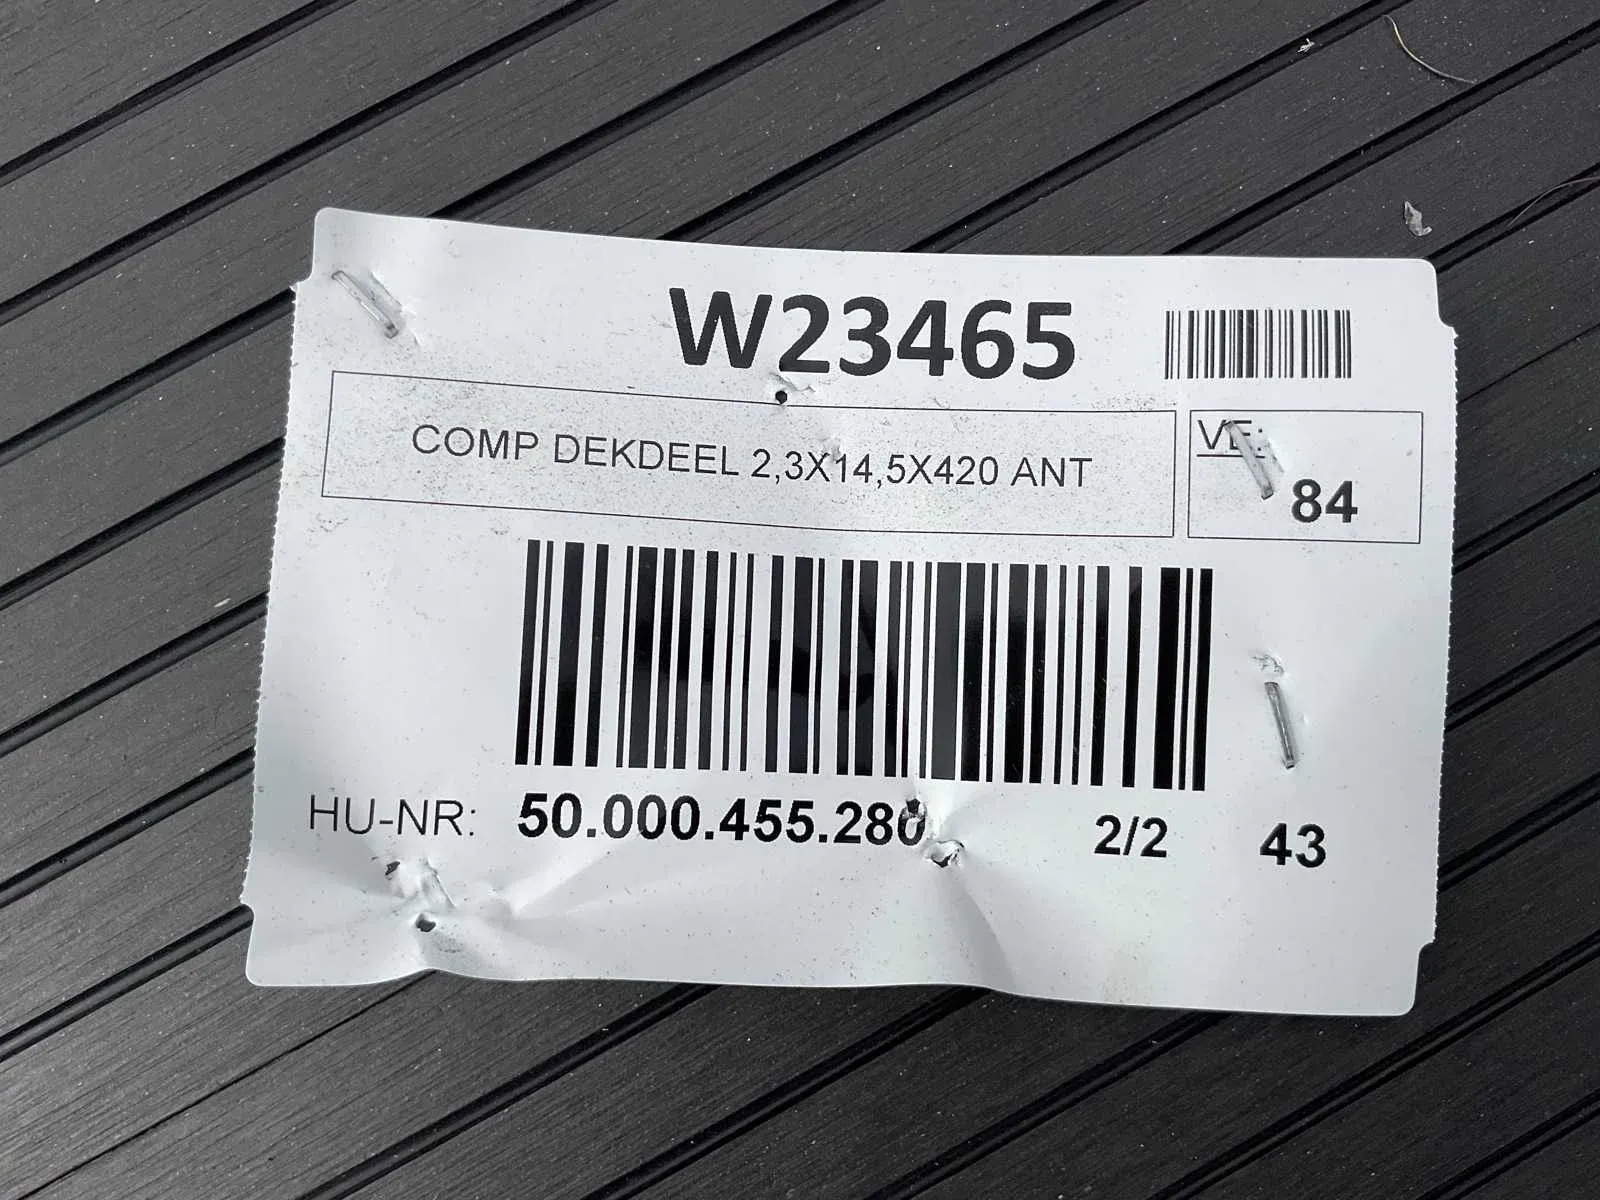 W23465
COMP DEKDEEL 2,3X14,5X420 ANT
VE:
84
HU-NR: 50.000.455.280 2/2 43